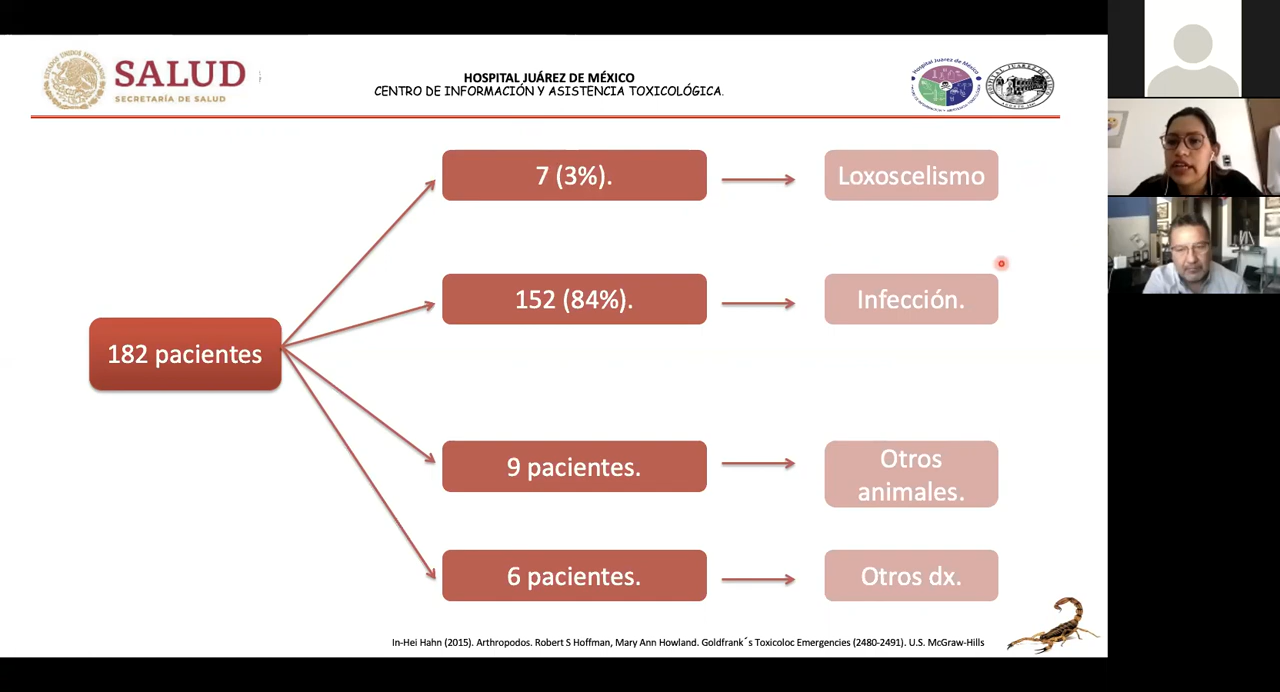 SALUD
SECRETARÍA DE SALUD
HOSPITAL JUÁREZ DE MÉXICO
CENTRO DE INFORMACIÓN Y ASISTENCIA TOXICOLÓGICA.
7 (3%).
Loxoscelismo
152 (84%).
Infección.
182 pacientes
9 pacientes.
Otros
animales.
6 pacientes.
Otros dx.
In-Hei Hahn (2015). Arthropodos. Robert S Hoffman, Mary Ann Howland. Goldfrank´s Toxicoloc Emergencies (2480-2491). U.S. McGraw-Hills